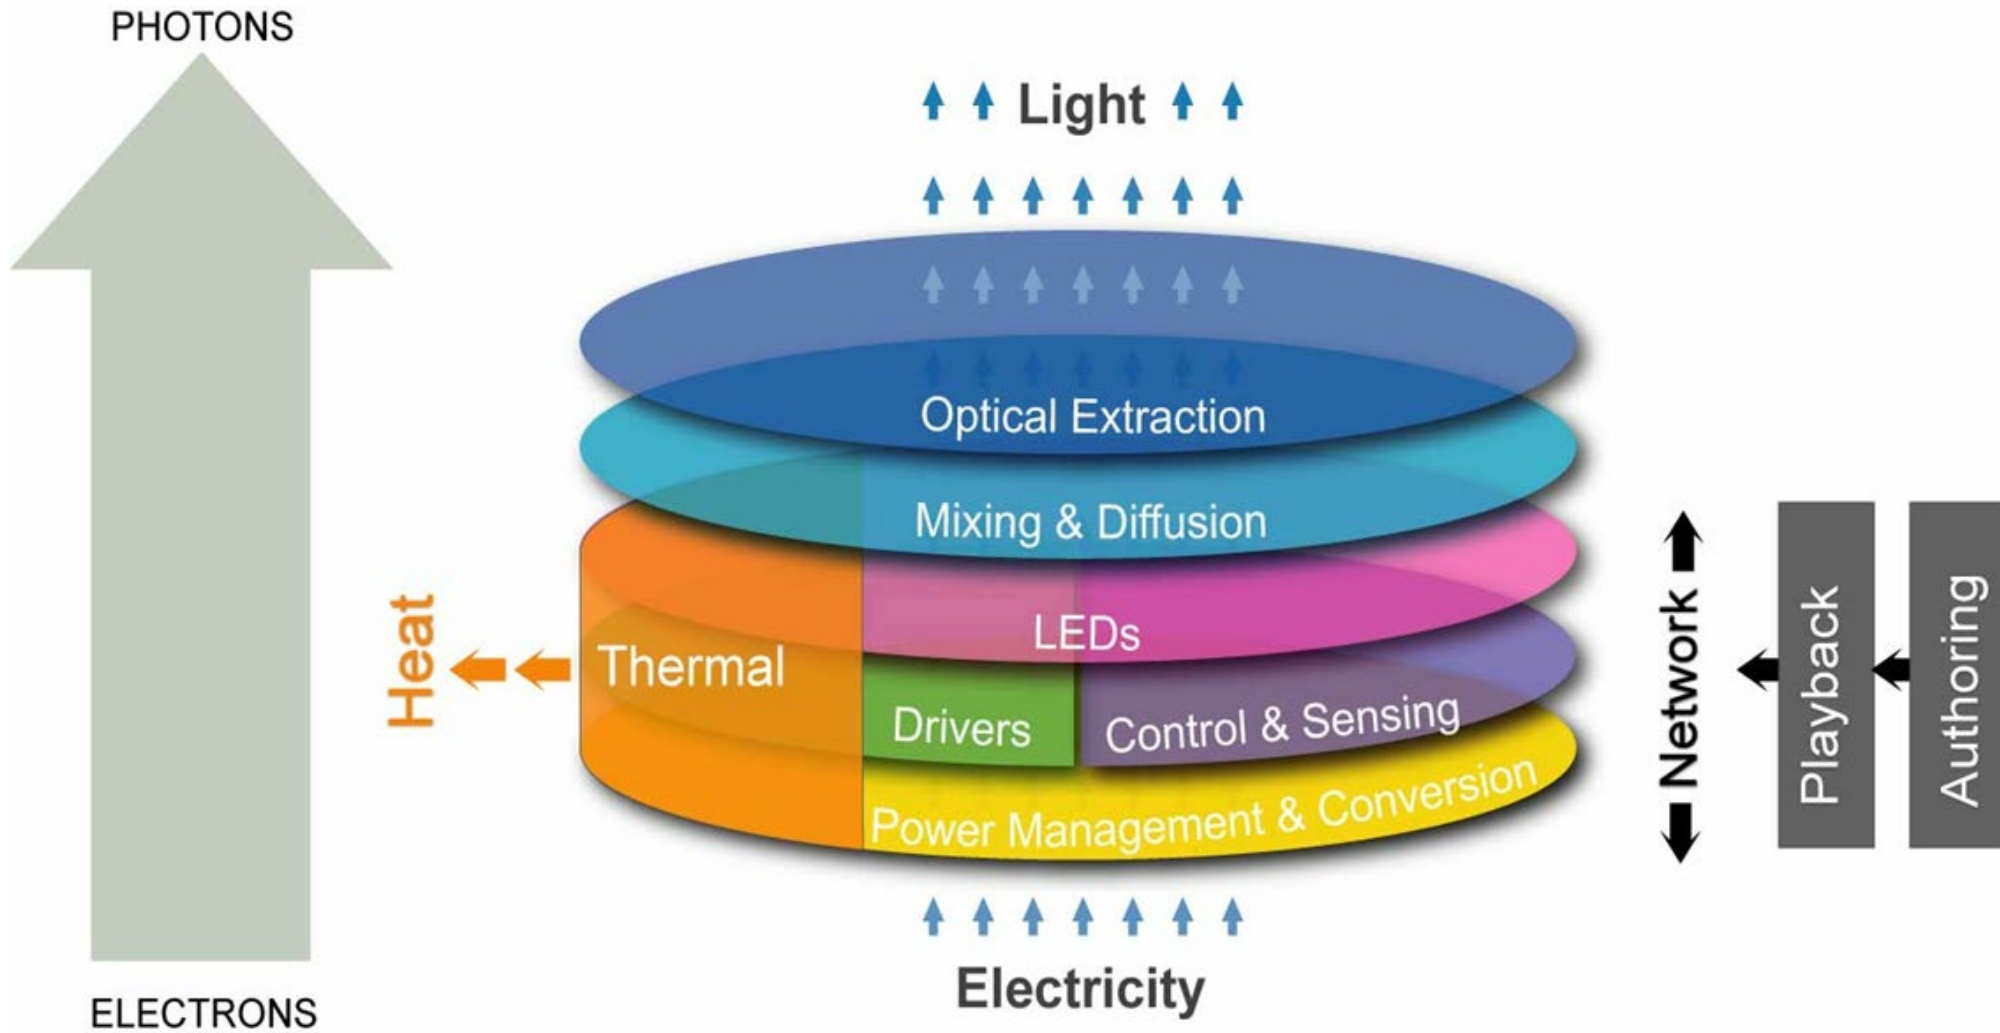 PHOTONS
Light
Optical Extraction
Mixing & Diffusion
LEDs
Thermal
Heat
Drivers
Control & Sensing
Power Management & Conversion
Network
Playback
Authoring
Electricity
ELECTRONS